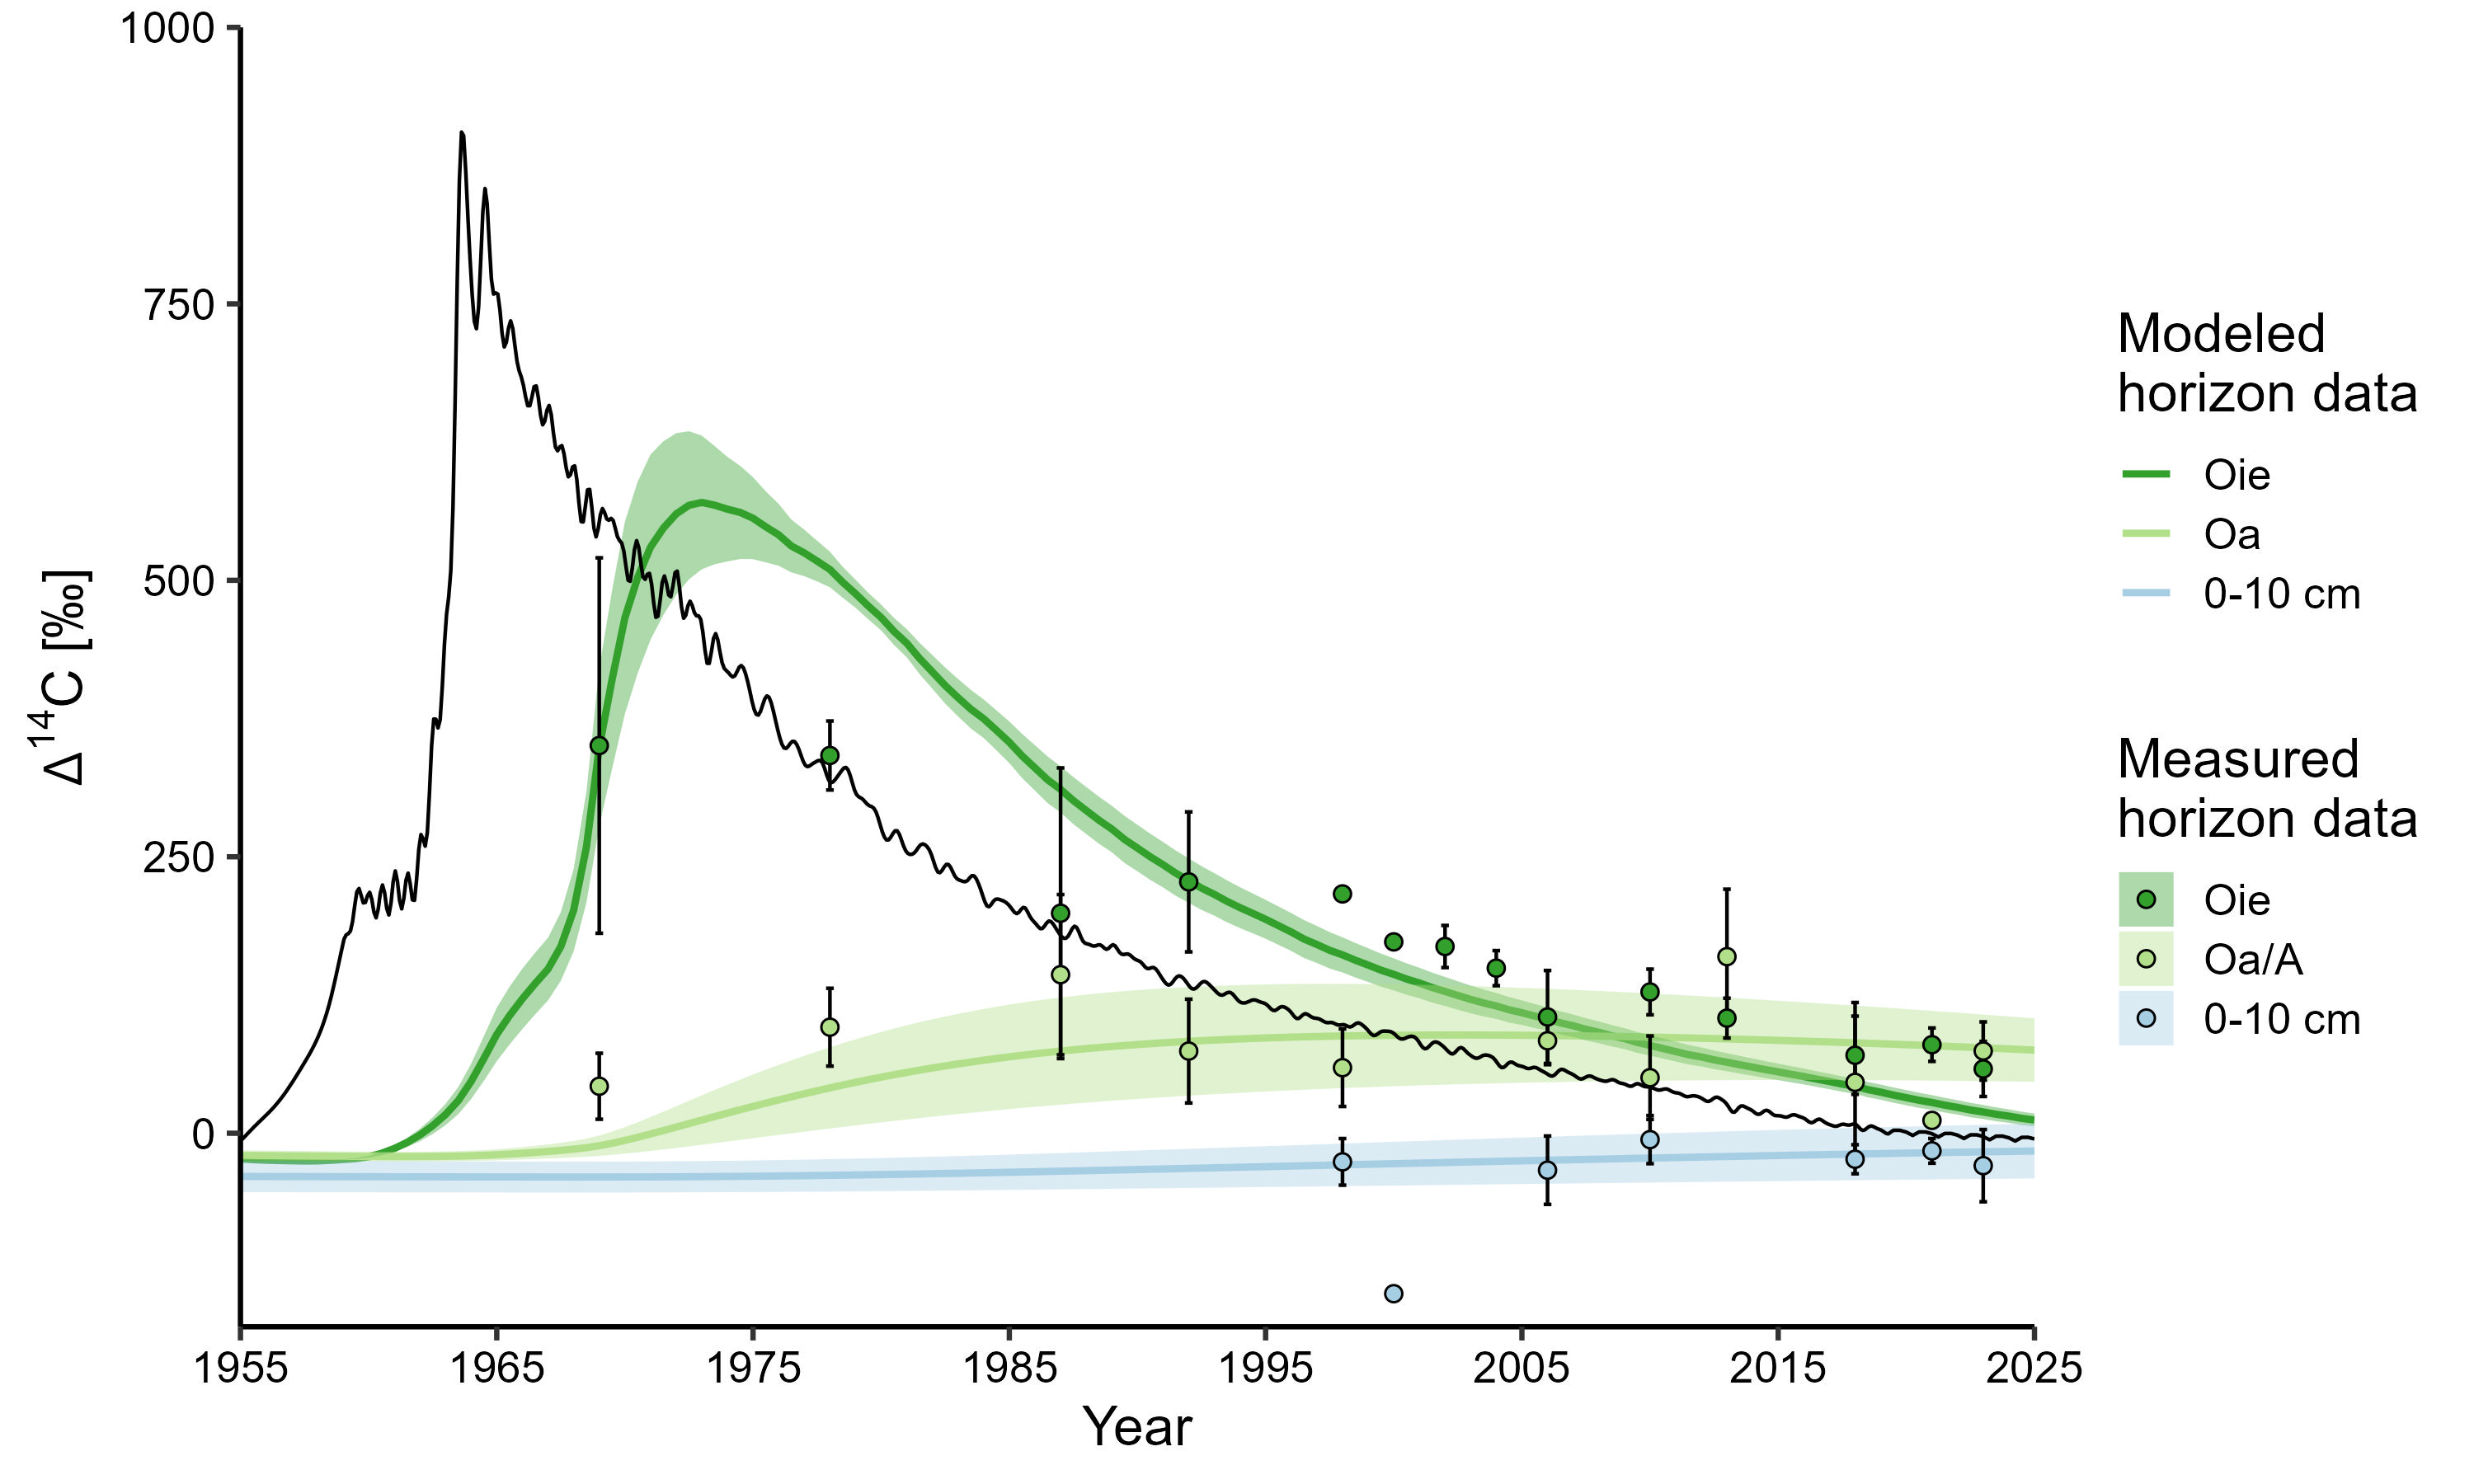 1000
750
500
250
0
Δ ¹⁴C [‰]
1955 1965 1975 1985 1995 2005 2015 2025
Year
Modeled
horizon data
Oie
Oa
0-10 cm
Measured
horizon data
Oie
Oa/A
0-10 cm